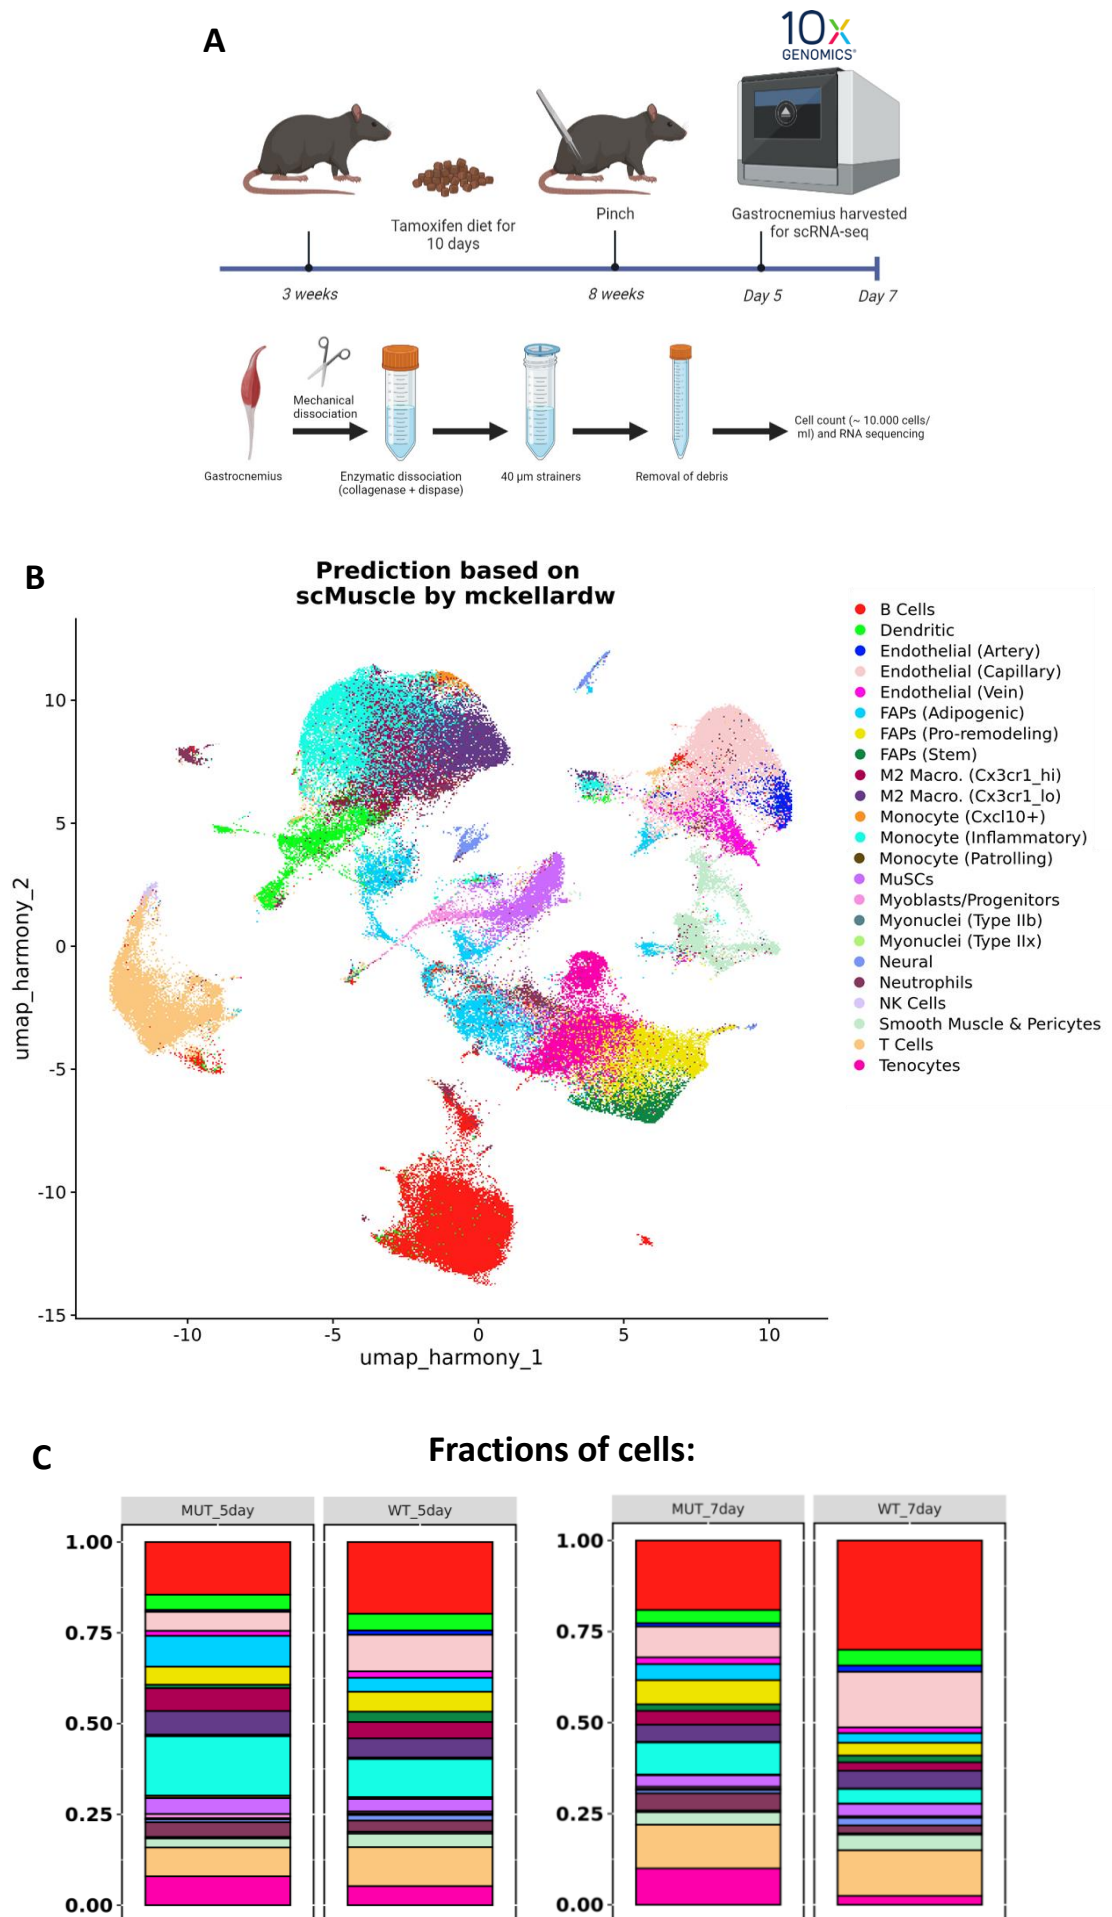 A
10x
GENOMICS®
Pinch
Tamoxifen diet for
10 days
Gastrocnemius harvested
for scRNA-seq
3 weeks
8 weeks
Day 5
Day 7
Mechanical
dissociation
Cell count (~ 10.000 cells/
ml) and RNA sequencing
Gastrocnemius
Enzymatic dissociation
(collagenase + dispase)
40 µm strainers
Removal of debris
B
Prediction based on
scMuscle by mckellardw
B Cells
Dendritic
Endothelial (Artery)
Endothelial (Capillary)
Endothelial (Vein)
FAPs (Adipogenic)
FAPs (Pro-remodeling)
FAPs (Stem)
M2 Macro. (Cx3cr1_hi)
M2 Macro. (Cx3cr1_lo)
Monocyte (Cxcl10+)
Monocyte (Inflammatory)
Monocyte (Patrolling)
MuSCs
Myoblasts/Progenitors
Myonuclei (Type IIb)
Myonuclei (Type IIx)
Neural
Neutrophils
NK Cells
Smooth Muscle & Pericytes
T Cells
Tenocytes
umap_harmony_2
10
5
0
-5
-10
-15
-10
-5
0
5
10
umap_harmony_1
C
Fractions of cells:
MUT_5day
WT_5day
1.00
0.75
0.50
0.25
0.00
MUT_7day
WT_7day
1.00
0.75
0.50
0.25
0.00